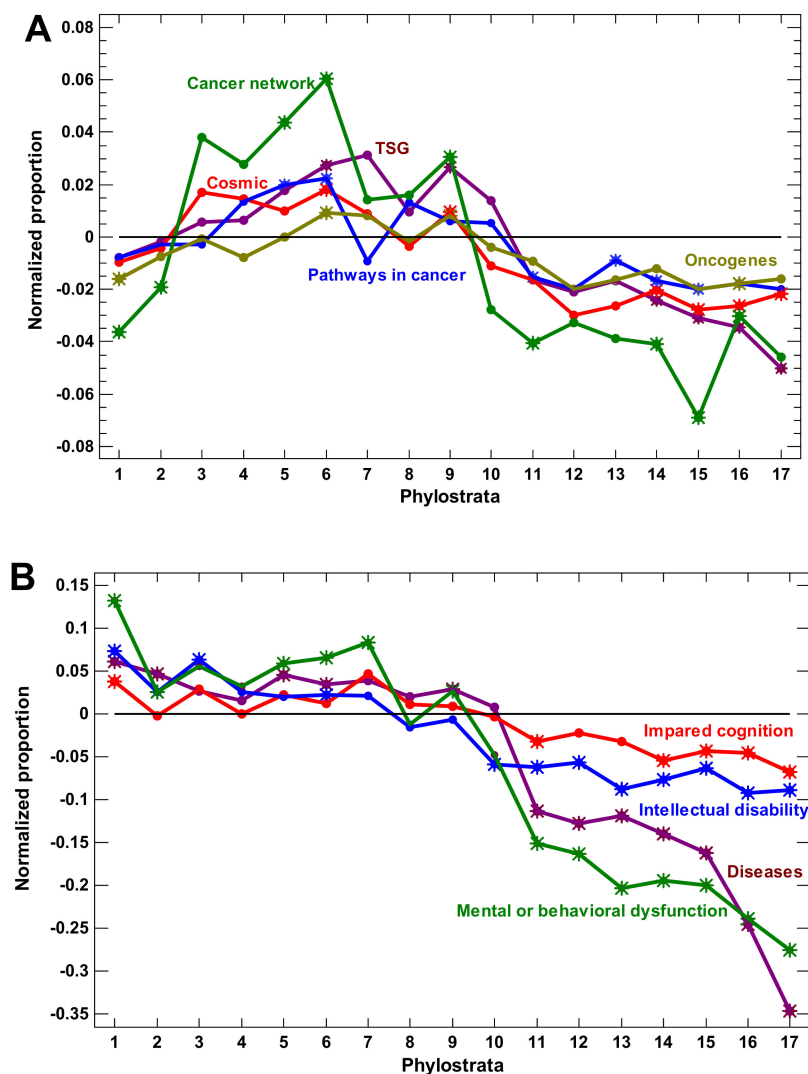 A
0.08
0.06
0.04
0.02
0
-0.02
-0.04
-0.06
-0.08
Normalized proportion
Cancer network
TSG
Cosmic
Pathways in cancer
Oncogenes
1 2 3 4 5 6 7 8 9 10 11 12 13 14 15 16 17
Phylostrata
B
0.15
0.1
0.05
0
-0.05
-0.1
-0.15
-0.2
-0.25
-0.3
-0.35
Normalized proportion
Impared cognition
Intellectual disability
Diseases
Mental or behavioral dysfunction
1 2 3 4 5 6 7 8 9 10 11 12 13 14 15 16 17
Phylostrata